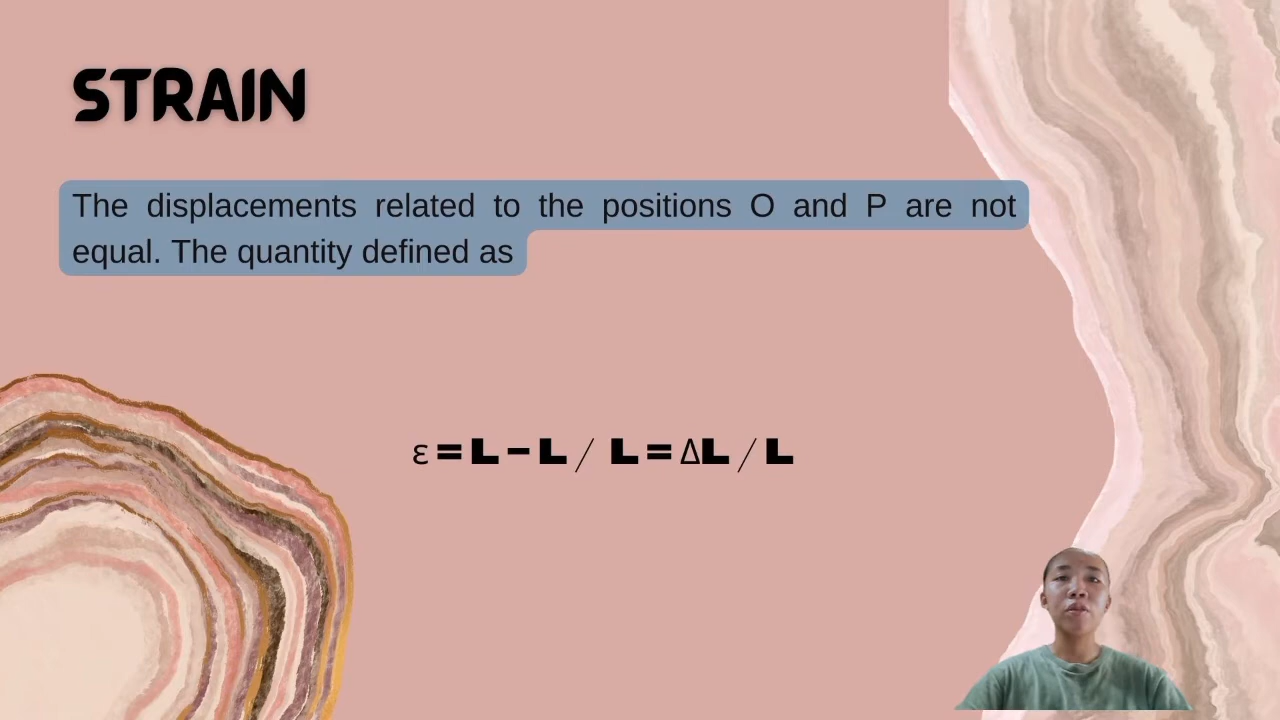 STRAIN
The displacements related to the positions O and P are not
equal. The quantity defined as
ε=L-L/ L=ΔL/L